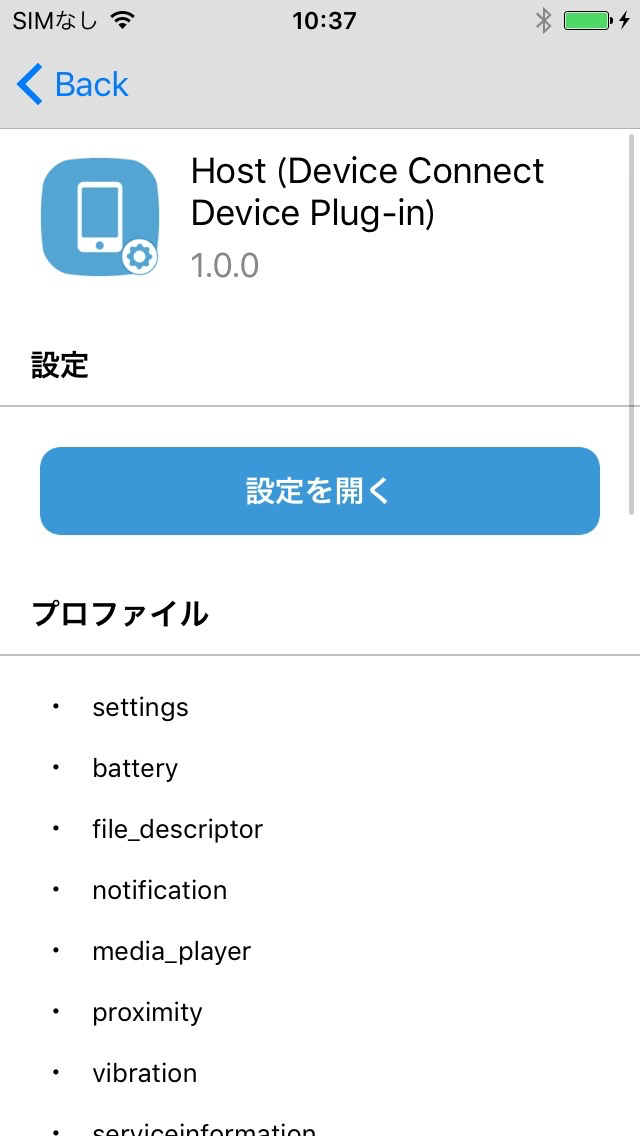 SIMなし 10:37
Back
Host (Device Connect
Device Plug-in)
1.0.0
設定
設定を開く
プロファイル
・ settings
・ battery
・ file_descriptor
・ notification
・ media_player
・ proximity
・ vibration
・ serviceinformation